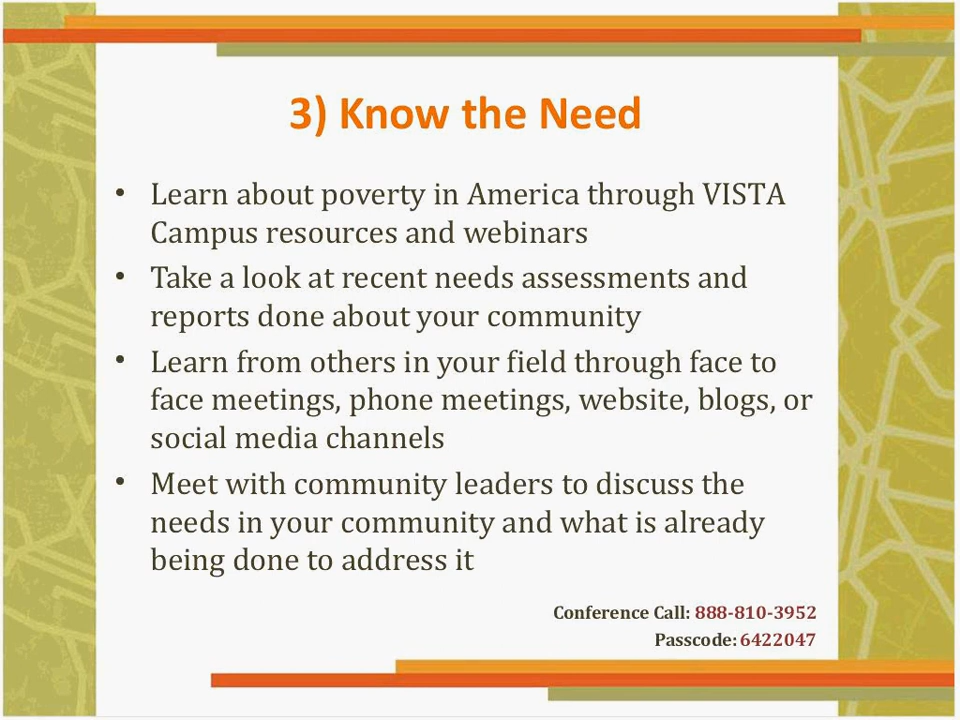 3) Know the Need
• Learn about poverty in America through VISTA
Campus resources and webinars
• Take a look at recent needs assessments and
reports done about your community
• Learn from others in your field through face to
face meetings, phone meetings, website, blogs, or
social media channels
• Meet with community leaders to discuss the
needs in your community and what is already
being done to address it
Conference Call: 888-810-3952
Passcode: 6422047